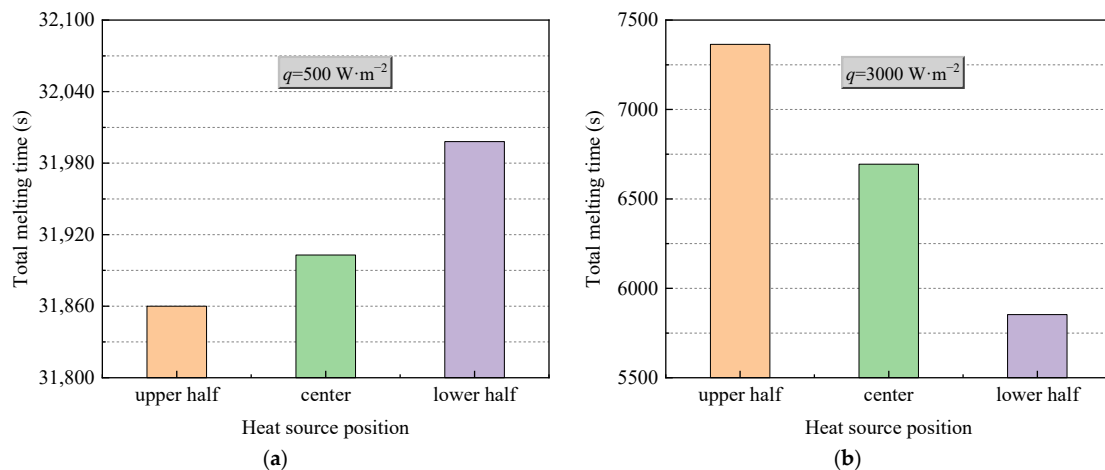 32,100
32,040
31,980
31,920
31,860
31,800
Total melting time (s)
q=500 W·m⁻²
upper half center lower half
Heat source position
(a)
7500
7000
6500
6000
5500
Total melting time (s)
q=3000 W·m⁻²
upper half center lower half
Heat source position
(b)